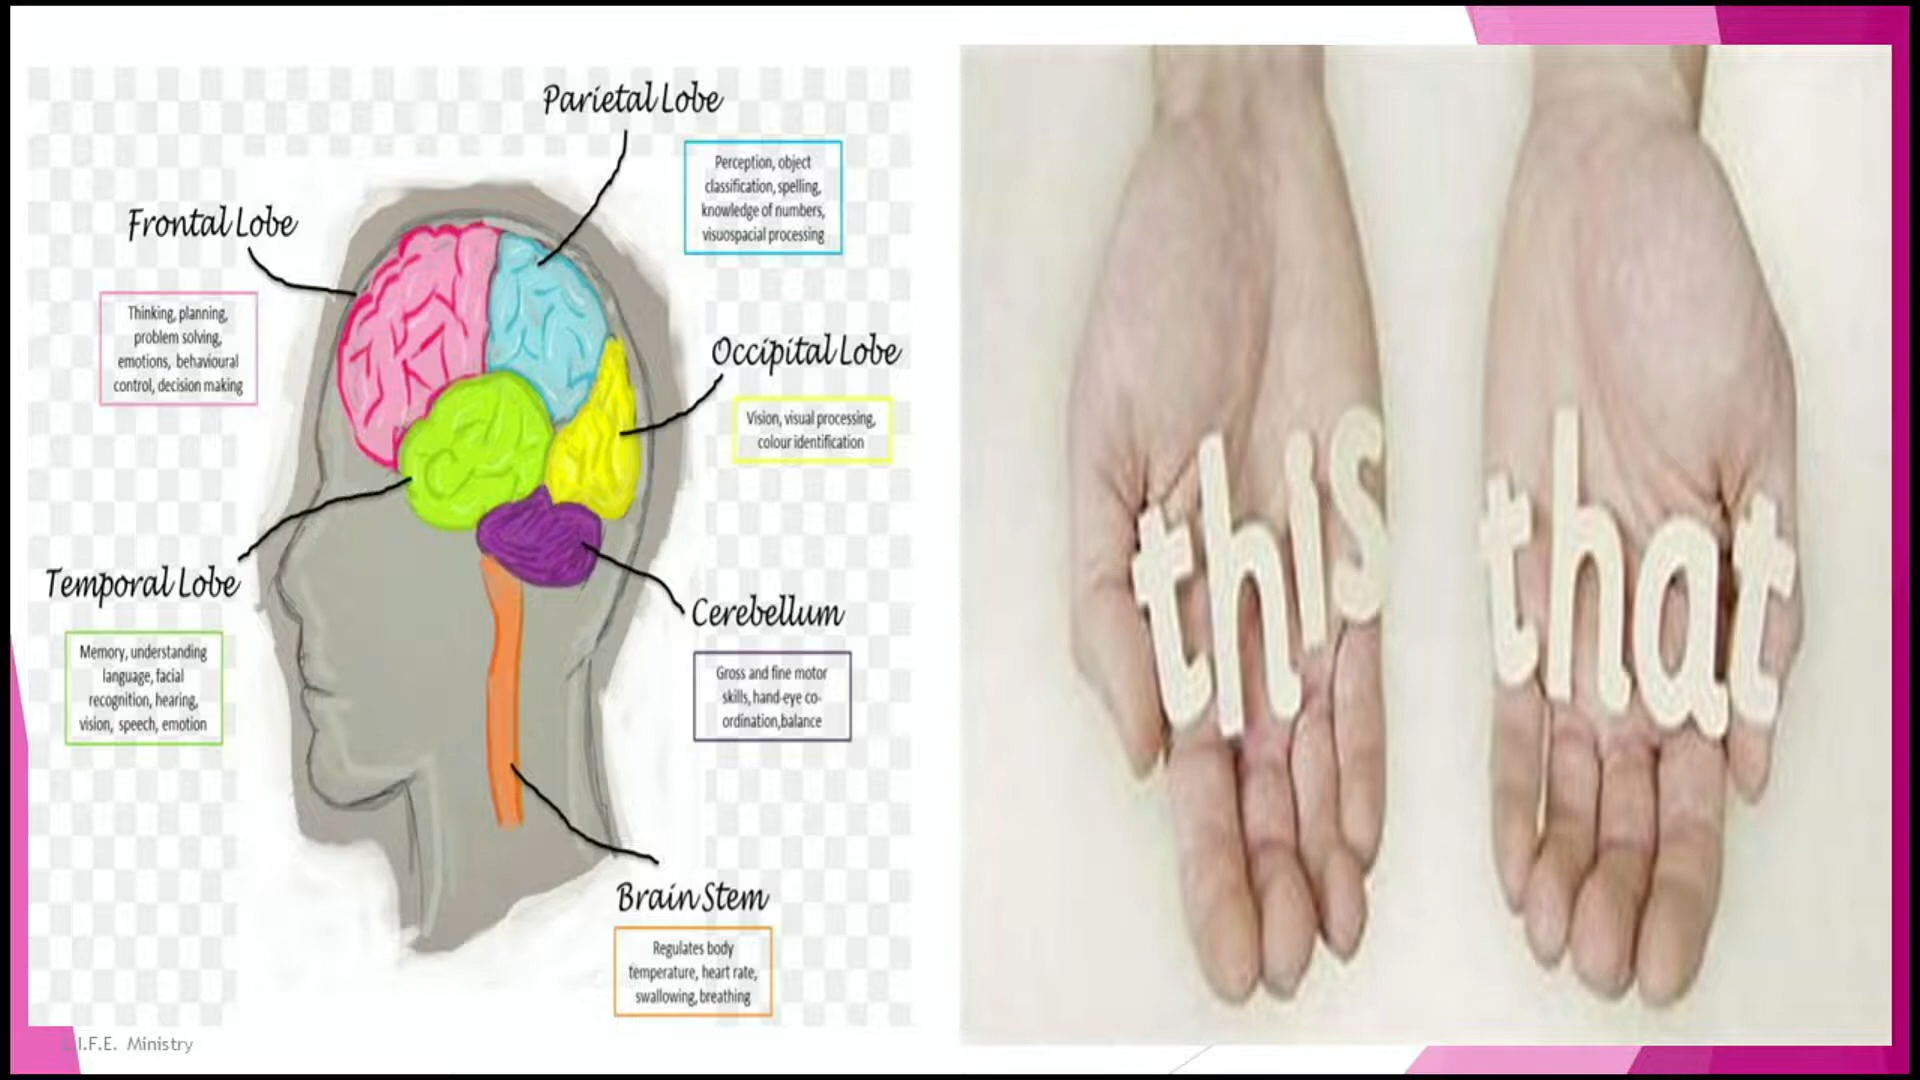 Parietal Lobe
Perception, object
classification, spelling,
knowledge of numbers,
visuospacial processing
Frontal Lobe
Thinking, planning,
problem solving,
emotions, behavioural
control, decision making
Occipital Lobe
Vision, visual processing,
colour identification
Temporal Lobe
Memory, understanding
language, facial
recognition, hearing,
vision, speech, emotion
Cerebellum
Gross and fine motor
skills, hand-eye co-
ordination,balance
Brain Stem
Regulates body
temperature, heart rate,
swallowing, breathing
this
that
L.I.F.E. Ministry